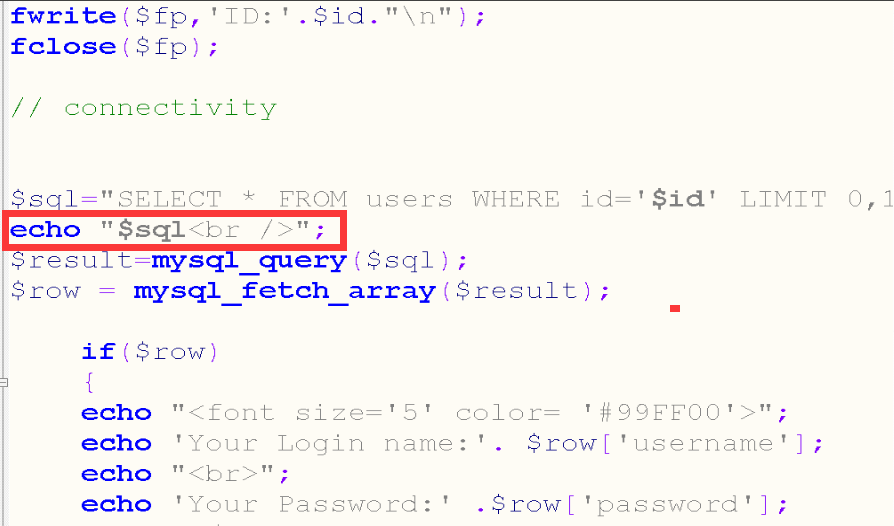 fwrite($fp,'ID:'.$id."\n");
fclose($fp);
// connectivity
$sql="SELECT * FROM users WHERE id='$id' LIMIT 0,1
echo "$sql<br />";
$result=mysql_query($sql);
$row = mysql_fetch_array($result);
if($row)
{
echo "<font size='5' color= '#99FF00'>";
echo 'Your Login name:'. $row['username'];
echo "<br>";
echo 'Your Password:' .$row['password'];